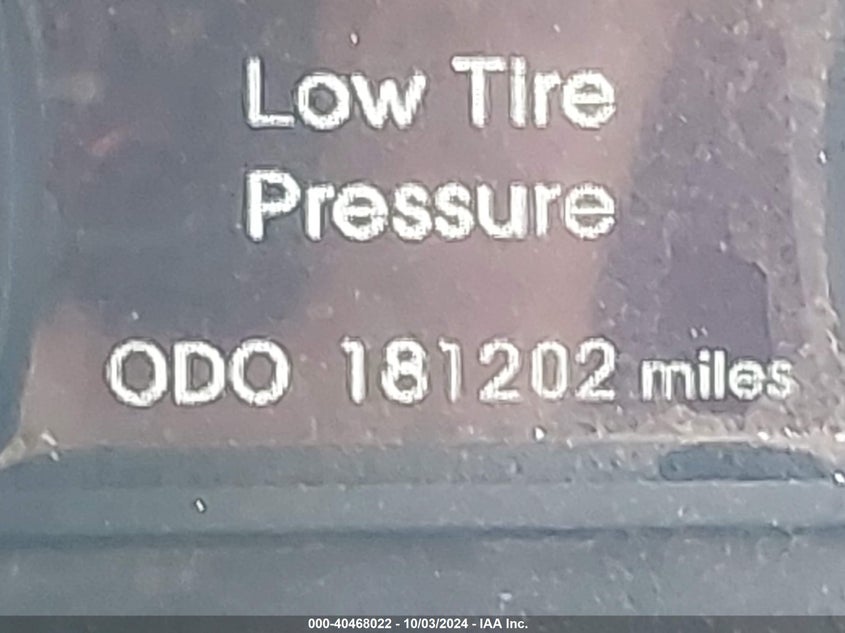 Low Tire
Pressure
ODO 181202 miles
000-40468022 - 10/03/2024 - IAA Inc.